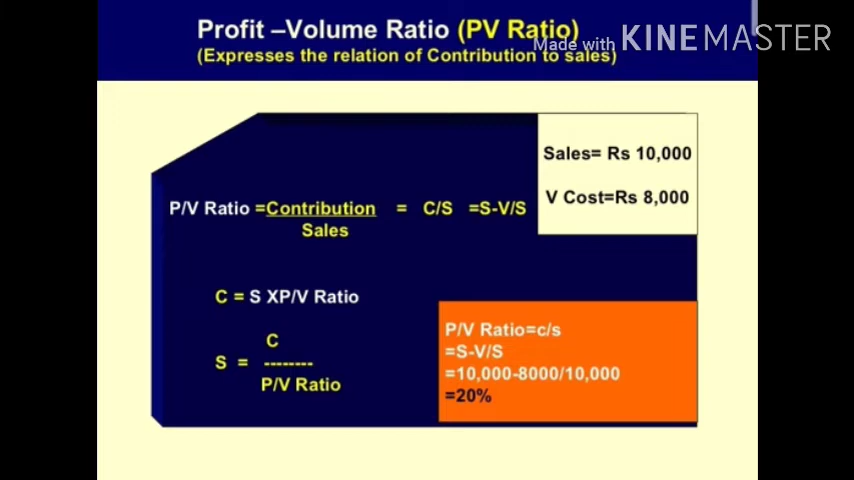 Profit –Volume Ratio (PV Ratio)
Made with KINEMASTER
(Expresses the relation of Contribution to sales)
Sales= Rs 10,000
V Cost=Rs 8,000
P/V Ratio =Contribution = C/S =S-V/S
Sales
C = S XP/V Ratio
C
S = --------
P/V Ratio
P/V Ratio=c/s
=S-V/S
=10,000-8000/10,000
=20%